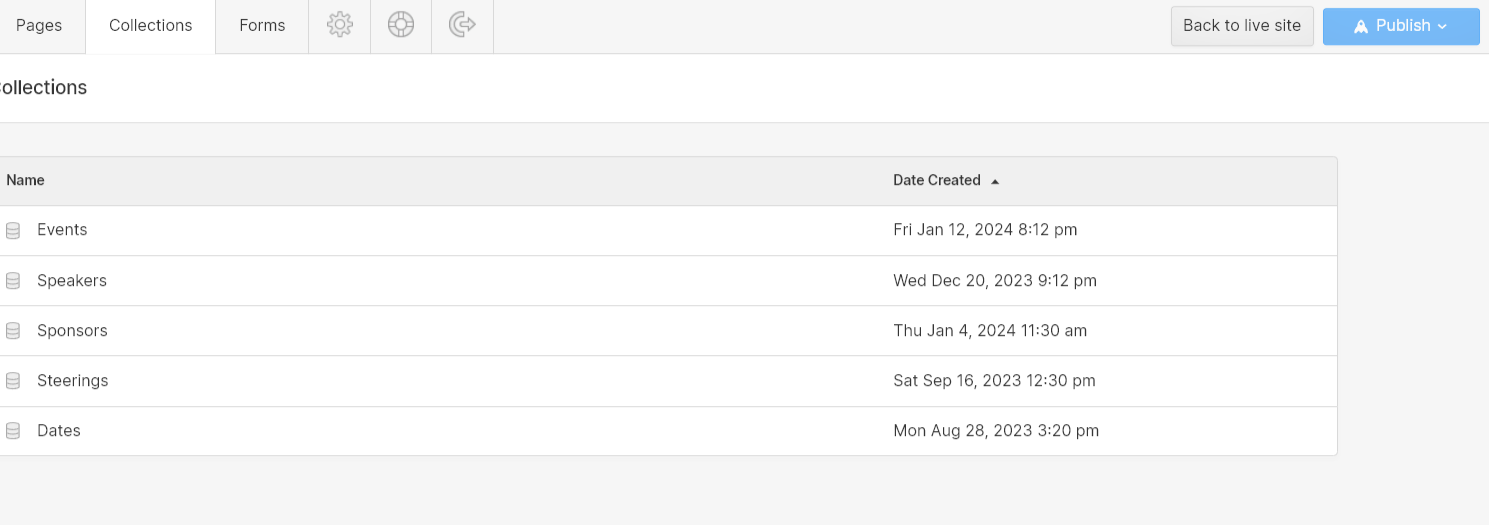 Pages Collections Forms Back to live site Publish
ollections
Name Date Created
Events Fri Jan 12, 2024 8:12 pm
Speakers Wed Dec 20, 2023 9:12 pm
Sponsors Thu Jan 4, 2024 11:30 am
Steerings Sat Sep 16, 2023 12:30 pm
Dates Mon Aug 28, 2023 3:20 pm